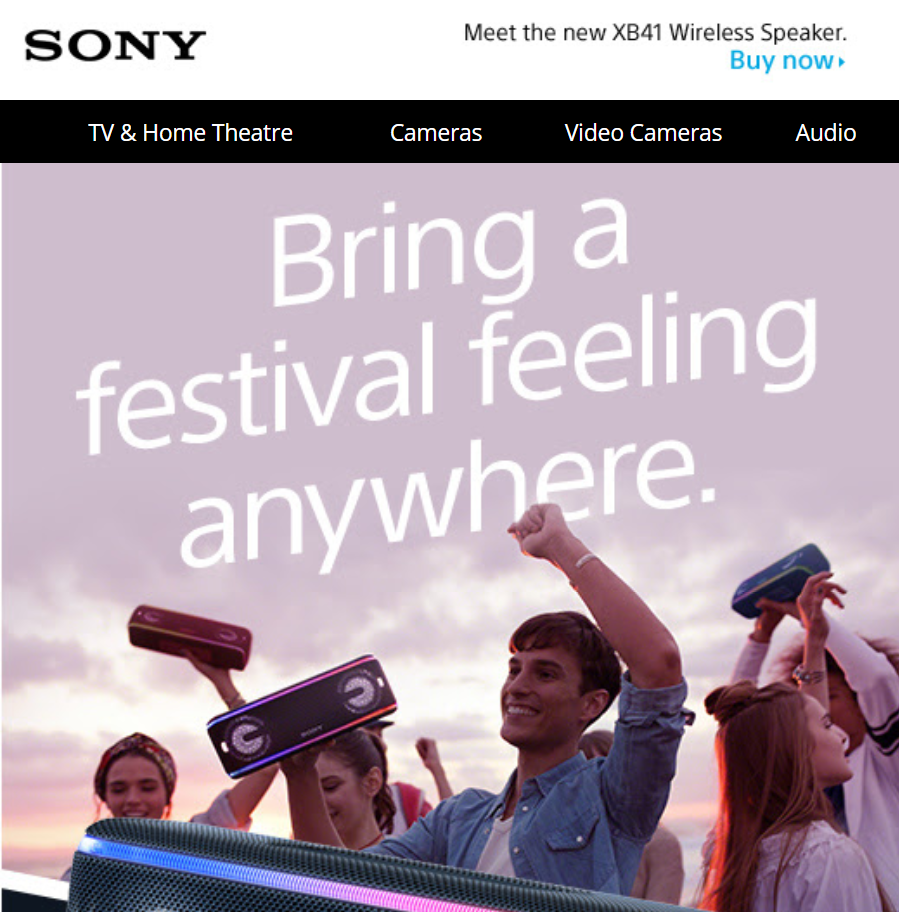 SONY
Meet the new XB41 Wireless Speaker.
Buy now
TV & Home Theatre
Cameras
Video Cameras
Audio
Bring a
festival feeling
anywhere.
SONY